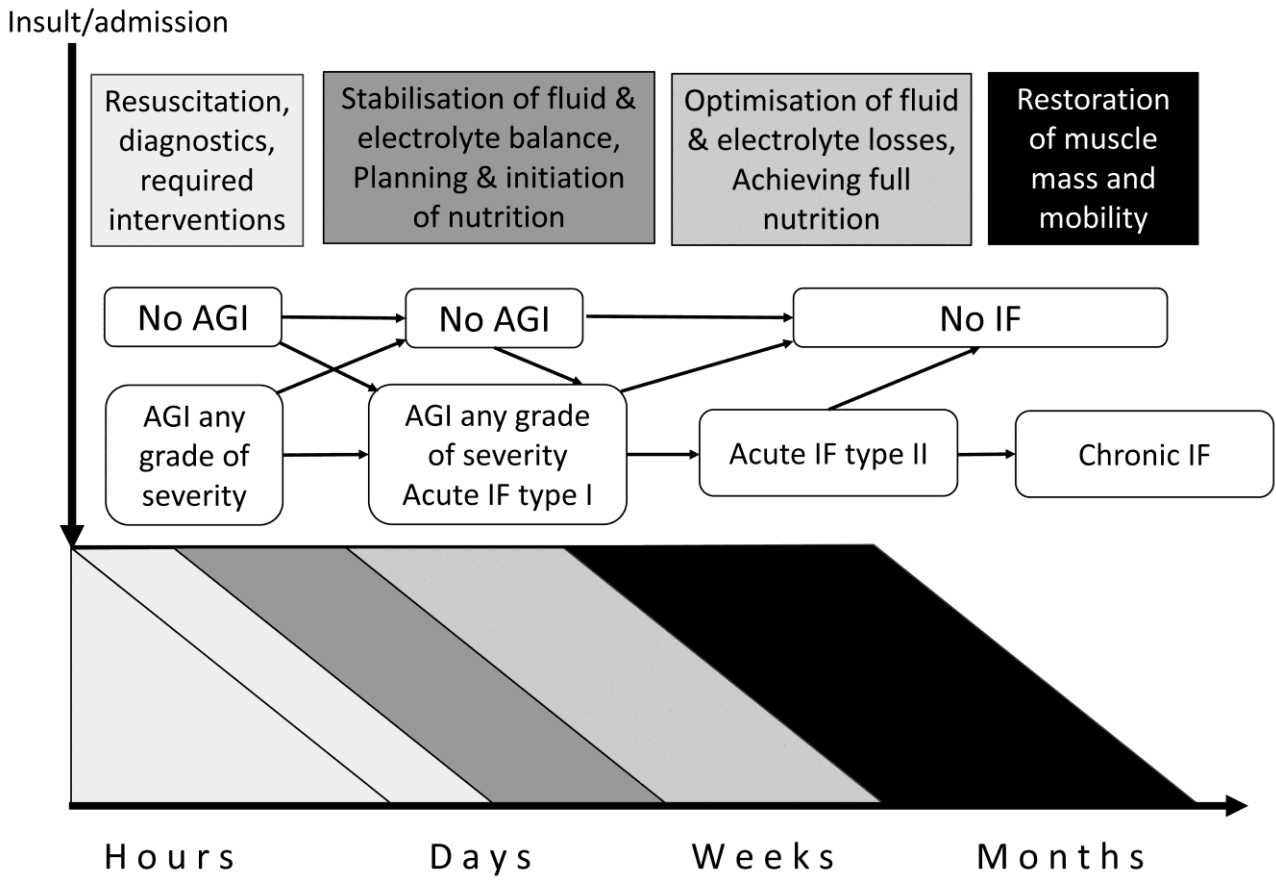 Insult/admission
Resuscitation,
diagnostics,
required
interventions
Stabilisation of fluid &
electrolyte balance,
Planning & initiation
of nutrition
Optimisation of fluid
& electrolyte losses,
Achieving full
nutrition
Restoration
of muscle
mass and
mobility
No AGI
No AGI
No IF
AGI any
grade of
severity
AGI any grade
of severity
Acute IF type I
Acute IF type II
Chronic IF
Hours
Days
Weeks
Months